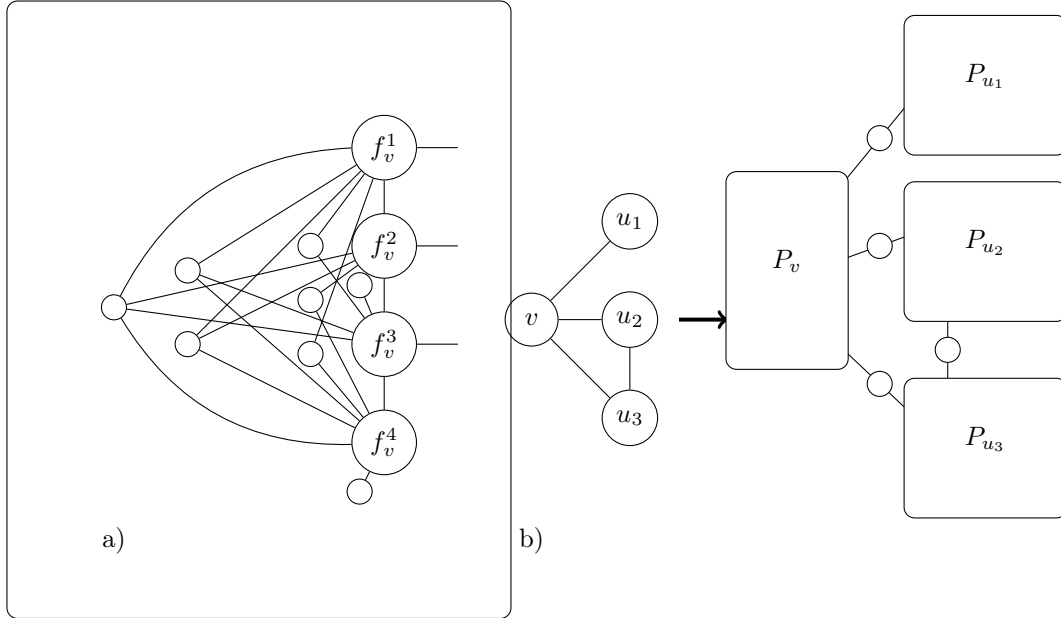 f_v^1
f_v^2
f_v^3
f_v^4
a)
v
u_1
u_2
u_3
b)
P_v
P_{u_1}
P_{u_2}
P_{u_3}